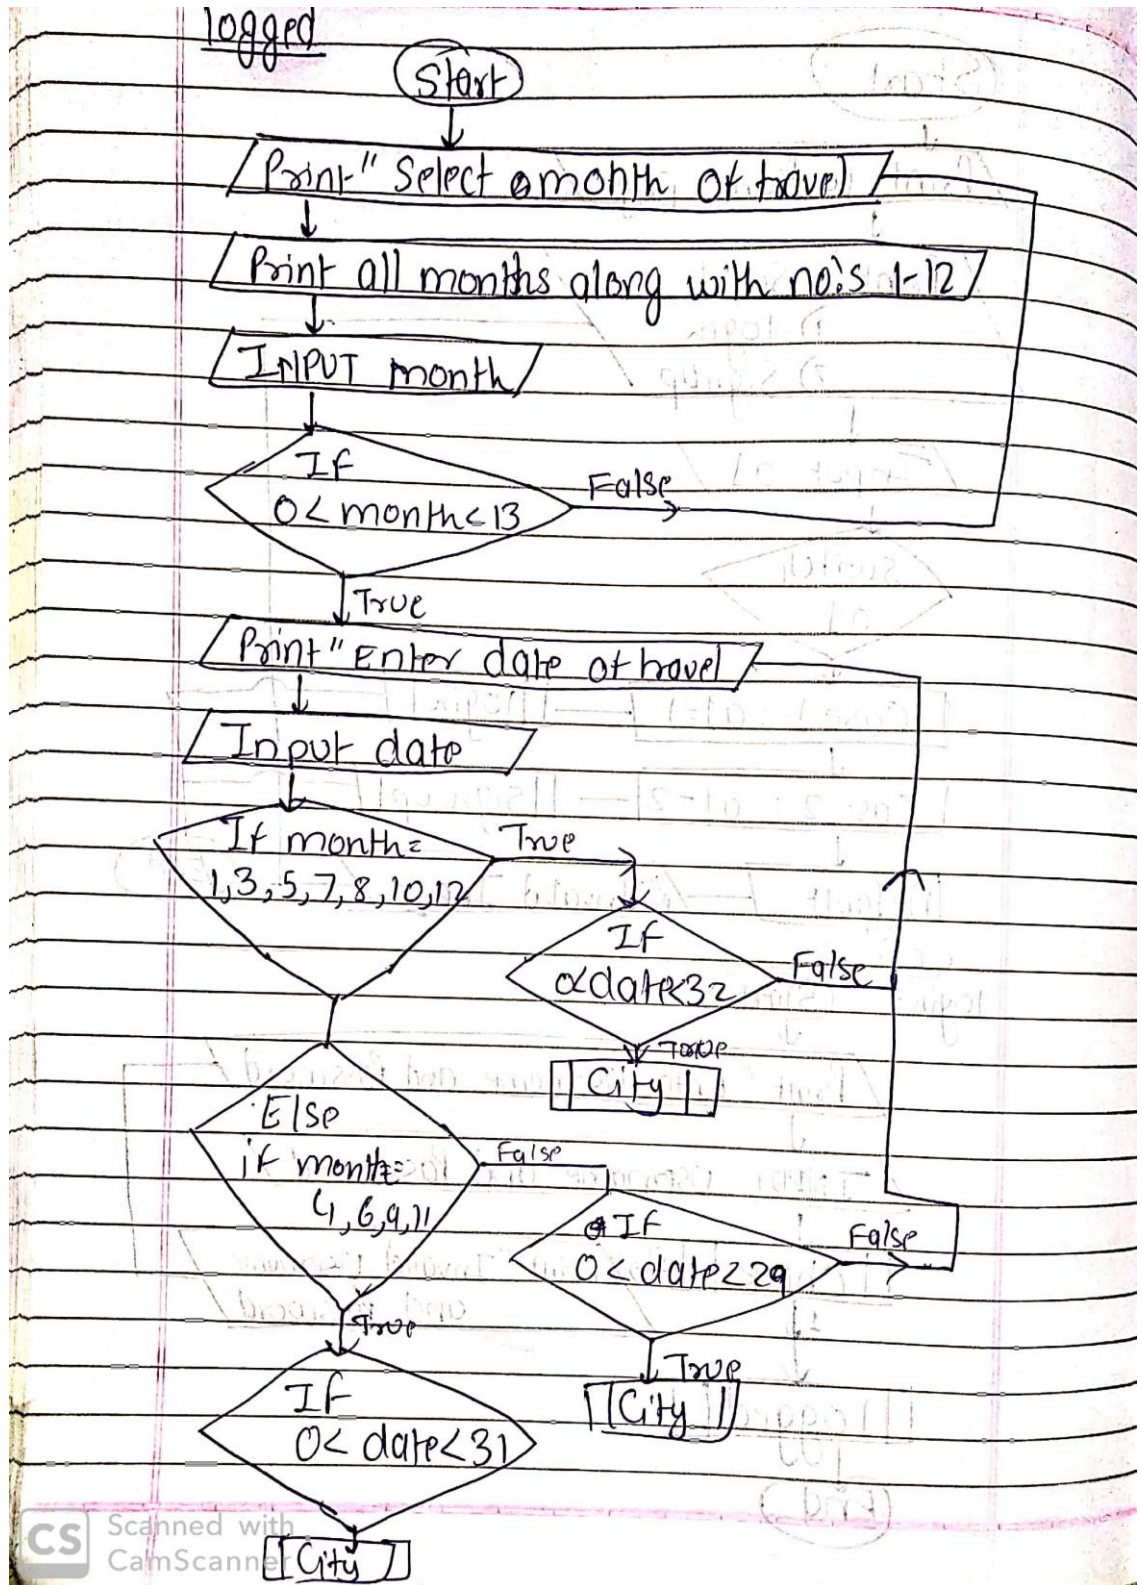 logged
Start
Print" Select a month of travel
Print all months along with no.'s 1-12
INPUT month
If
0< month<13
False
True
Print" Enter date of travel
Input date
If month=
1,3,5,7,8,10,12
True
If
0<date<32
False
True
City
Else
if month==
4,6,9,11
False
If
0<date<29
False
True
True
City
If
0< date<31
City
CS
Scanned with
CamScanner